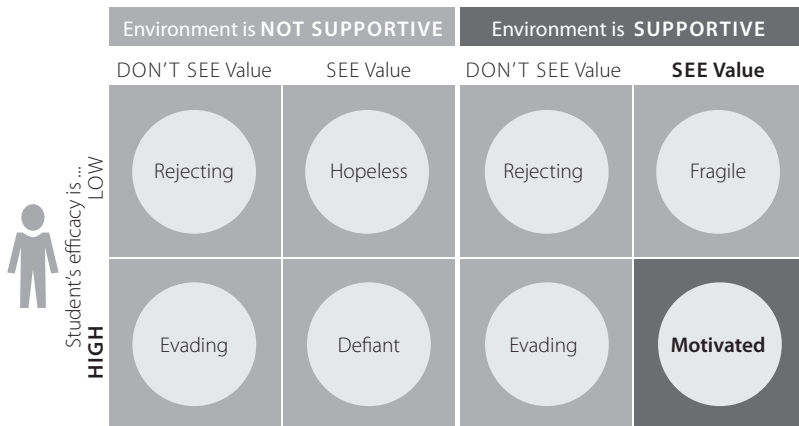 Environment is NOT SUPPORTIVE
Environment is SUPPORTIVE
DON'T SEE Value
SEE Value
DON'T SEE Value
SEE Value
Student's efficacy is ...
LOW
Rejecting
Hopeless
Rejecting
Fragile
HIGH
Evading
Defiant
Evading
Motivated